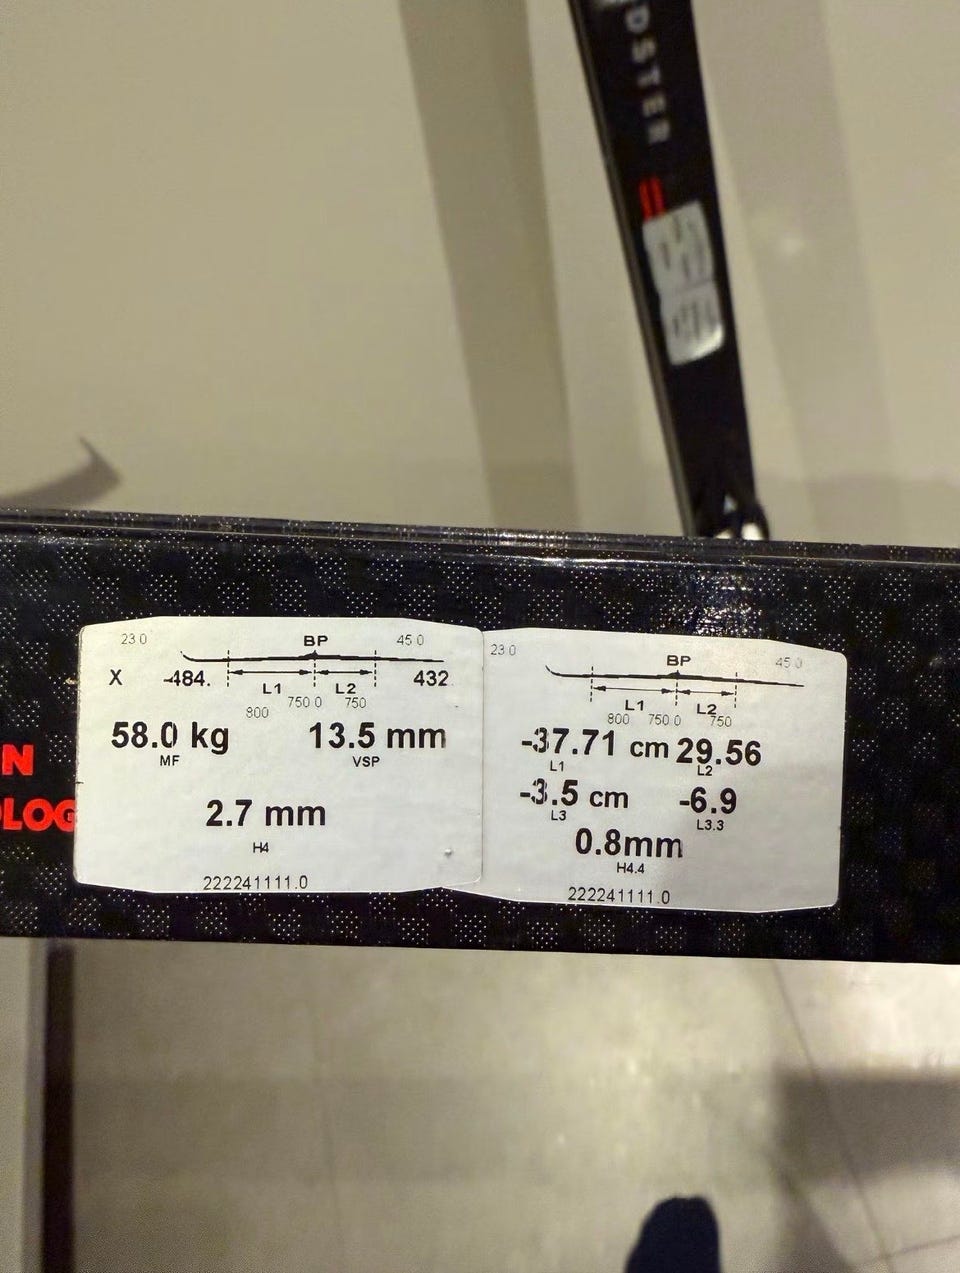 DSTER
N
LOG
23 0
BP
45 0
X
-484.
432
L1
L2
800
750 0
750
58.0 kg
13.5 mm
MF
VSP
2.7 mm
H4
222241111.0
23 0
BP
45 0
L1
L2
800
750 0
750
-37.71 cm 29.56
L1
L2
-3.5 cm
-6.9
L3
L3.3
0.8mm
H4.4
222241111.0